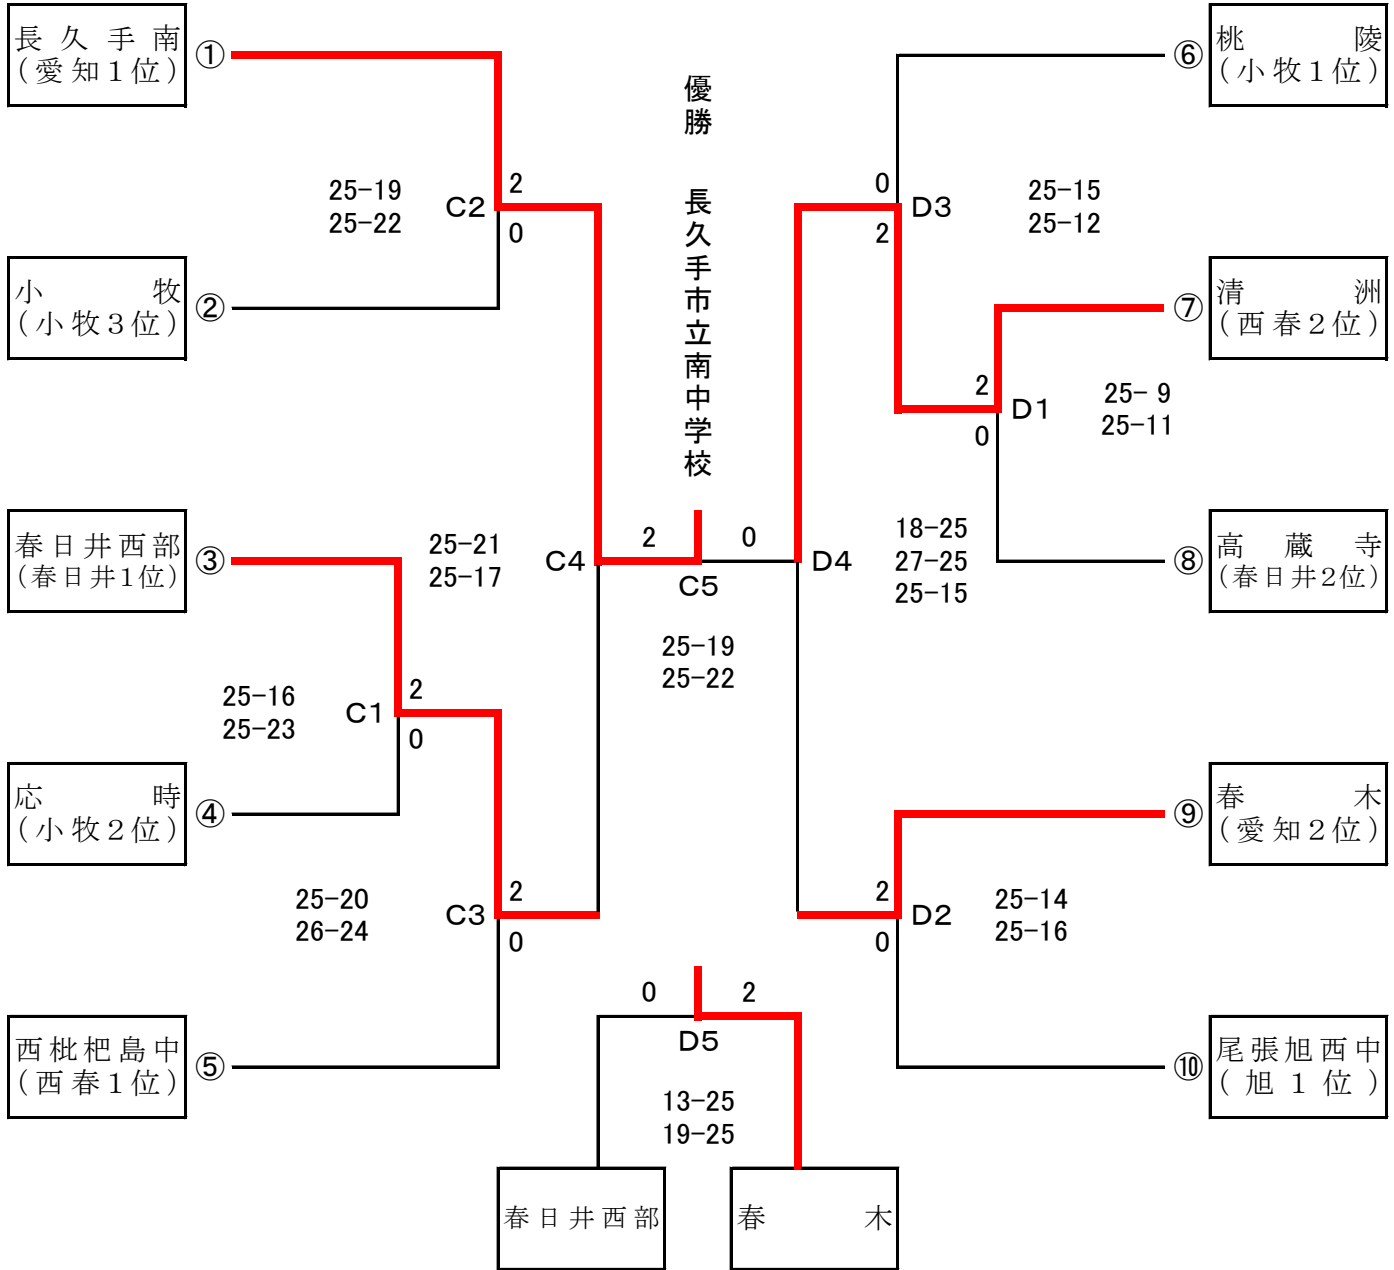 長久手南
(愛知1位)
①
小牧
(小牧3位)
②
春日井西部
(春日井1位)
③
応時
(小牧2位)
④
西枇杷島中
(西春1位)
⑤
25-19
25-22
C2
2
0
25-16
25-23
C1
2
0
25-20
26-24
C3
2
0
25-21
25-17
C4
優勝 長久手市立南中学校
2
0
C5
25-19
25-22
D4
18-25
27-25
25-15
0
2
D3
25-15
25-12
2
0
D1
25- 9
25-11
2
0
D2
25-14
25-16
⑥
桃陵
(小牧1位)
⑦
清洲
(西春2位)
⑧
高蔵寺
(春日井2位)
⑨
春木
(愛知2位)
⑩
尾張旭西中
(旭1位)
0
2
D5
13-25
19-25
春日井西部
春木